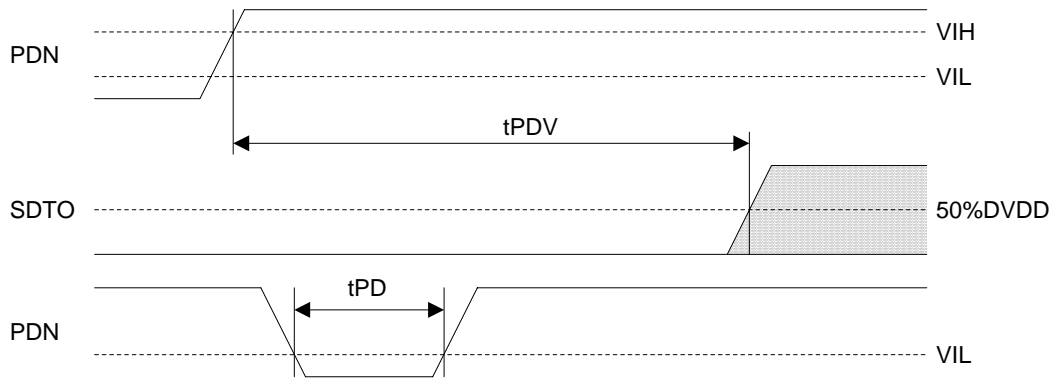 PDN
VIH
VIL
tPDV
SDTO
50%DVDD
tPD
PDN
VIL